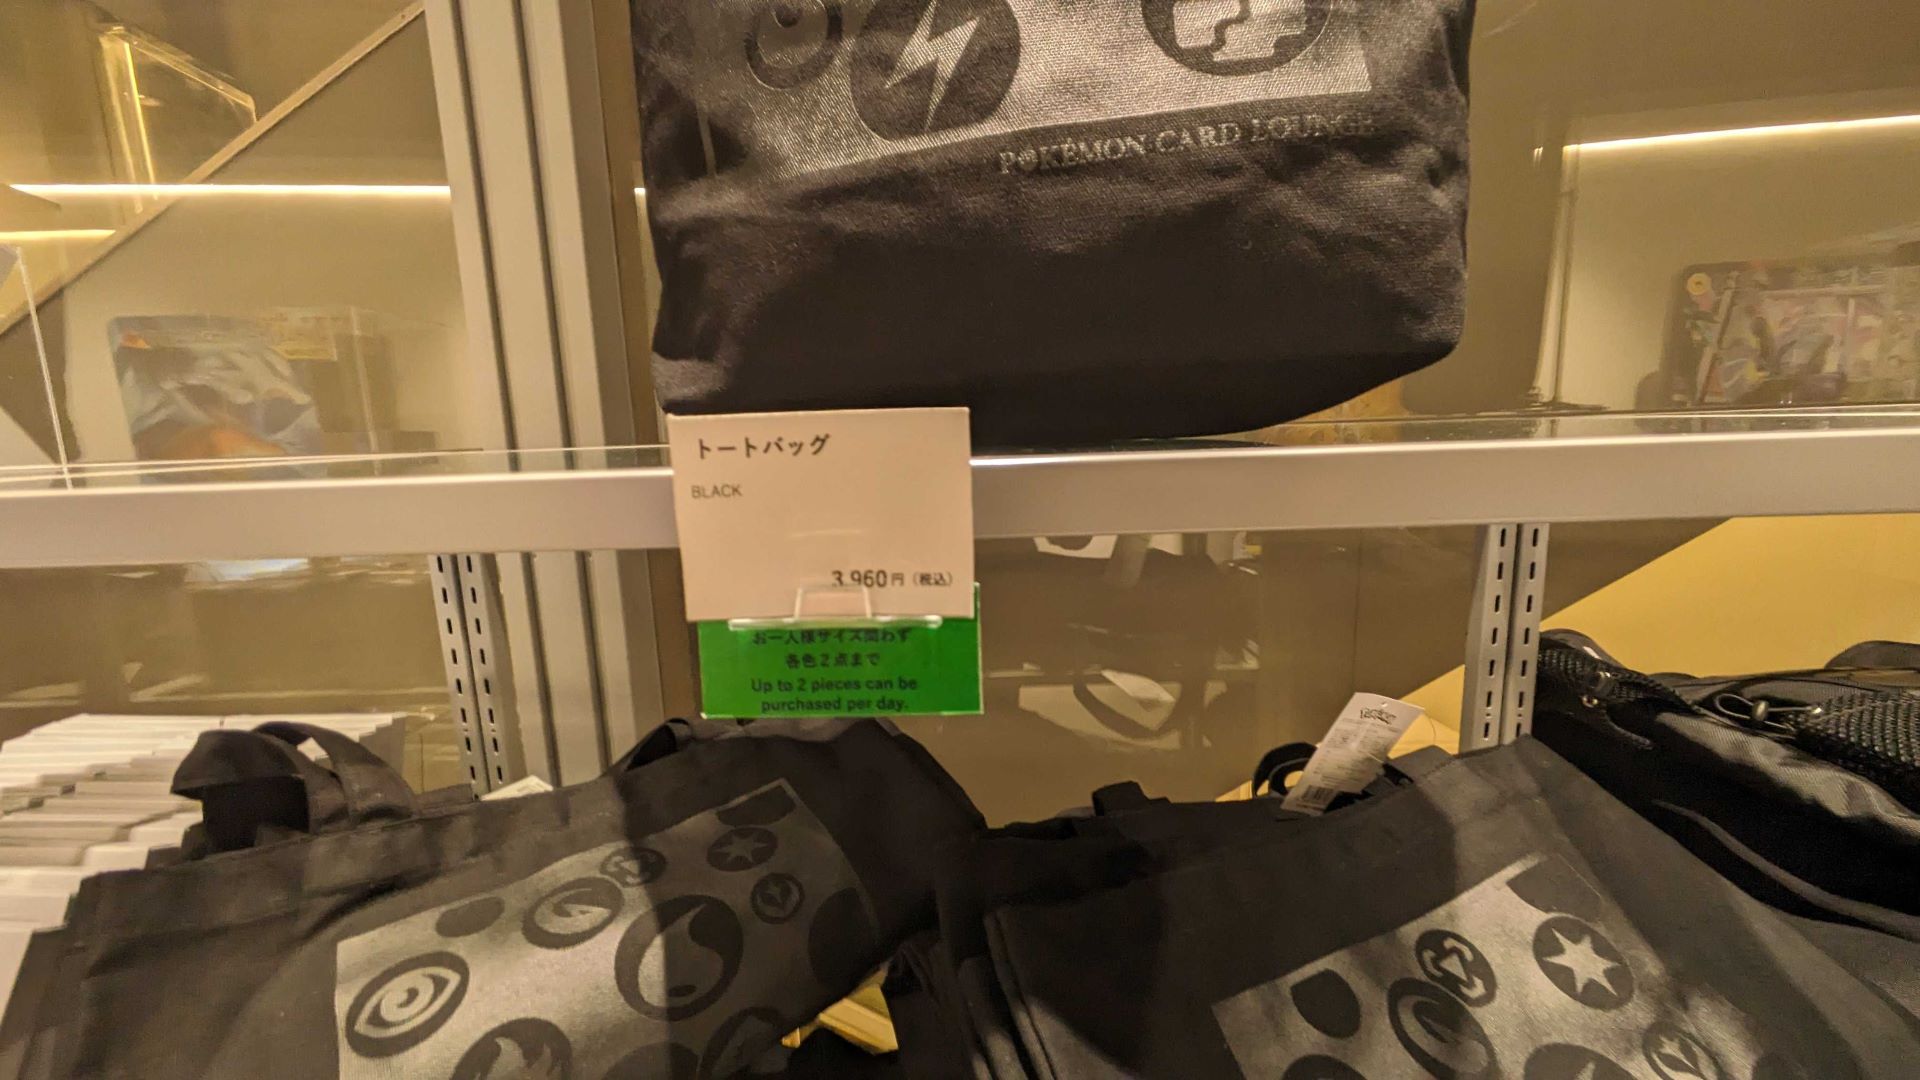 POKÉMON CARD LOUNGE
トートバッグ
BLACK
3,960円（税込）
お一人様サイズ問わず
各色2点まで
Up to 2 pieces can be
purchased per day.